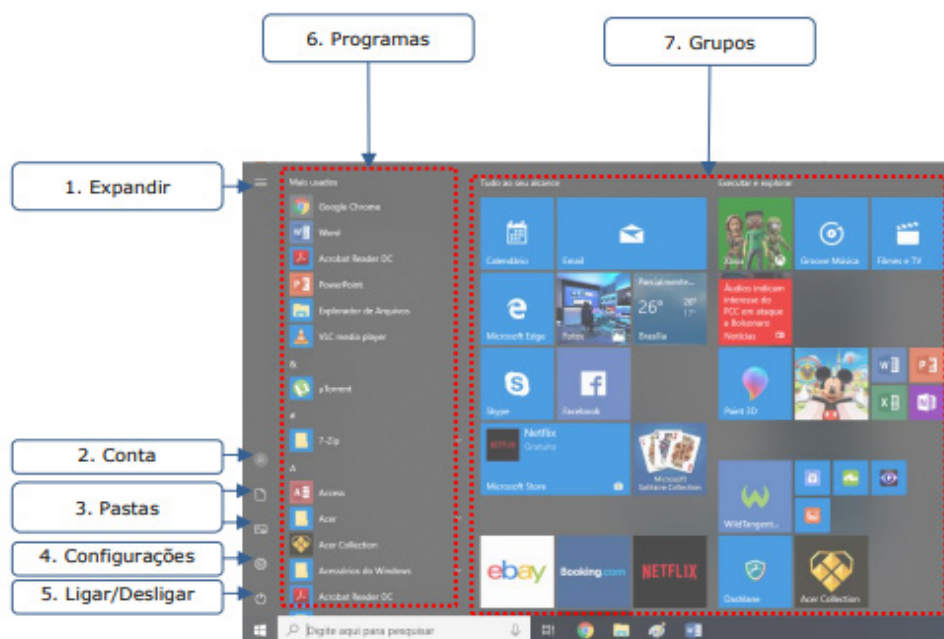 6. Programas
7. Grupos
1. Expandir
2. Conta
3. Pastas
4. Configurações
5. Ligar/Desligar
Mais usados
Google Chrome
Word
Acrobat Reader DC
PowerPoint
Explorador de Arquivos
VLC media player
&
µTorrent
#
7-Zip
A
Access
Acer
Acer Collection
Acessórios do Windows
Acrobat Reader DC
Tudo ao seu alcance
Calendário
Email
Microsoft Edge
Fotos
Parcialmente...
26°
28°
17°
Brasília
Skype
Facebook
NETFLIX
Netflix
Gratuito
Microsoft Store
Microsoft
Solitaire Collection
ebay
Booking.com
NETFLIX
Executar e explorar
Xbox
Groove Música
Filmes e TV
Áudios indicam
interesse do
PCC em ataque
a Bolsonaro
Notícias
Paint 3D
WildTangent...
Dashlane
Acer Collection
Digite aqui para pesquisar